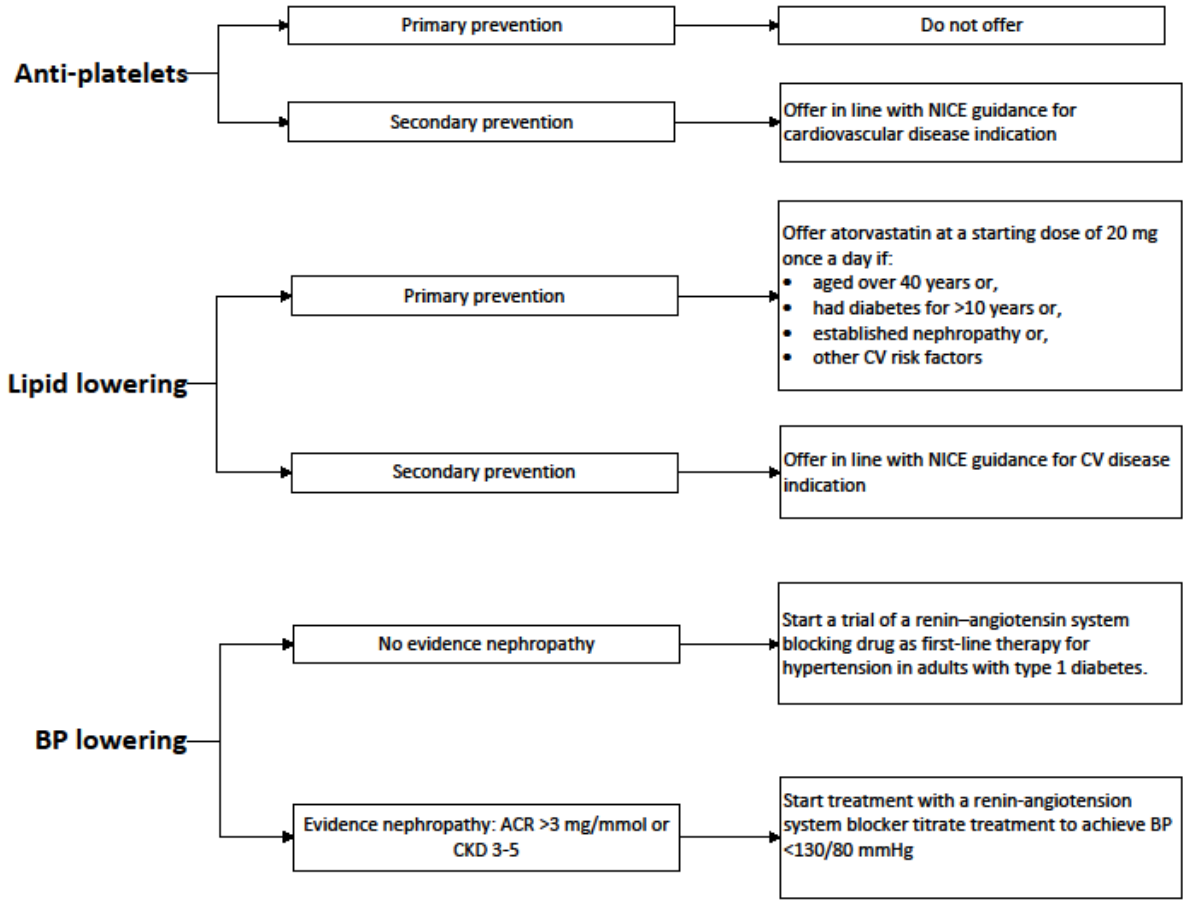 Anti-platelets
Primary prevention
Do not offer
Secondary prevention
Offer in line with NICE guidance for
cardiovascular disease indication
Lipid lowering
Primary prevention
Offer atorvastatin at a starting dose of 20 mg
once a day if:
• aged over 40 years or,
• had diabetes for >10 years or,
• established nephropathy or,
• other CV risk factors
Secondary prevention
Offer in line with NICE guidance for CV disease
indication
BP lowering
No evidence nephropathy
Start a trial of a renin–angiotensin system
blocking drug as first-line therapy for
hypertension in adults with type 1 diabetes.
Evidence nephropathy: ACR >3 mg/mmol or
CKD 3-5
Start treatment with a renin-angiotension
system blocker titrate treatment to achieve BP
<130/80 mmHg